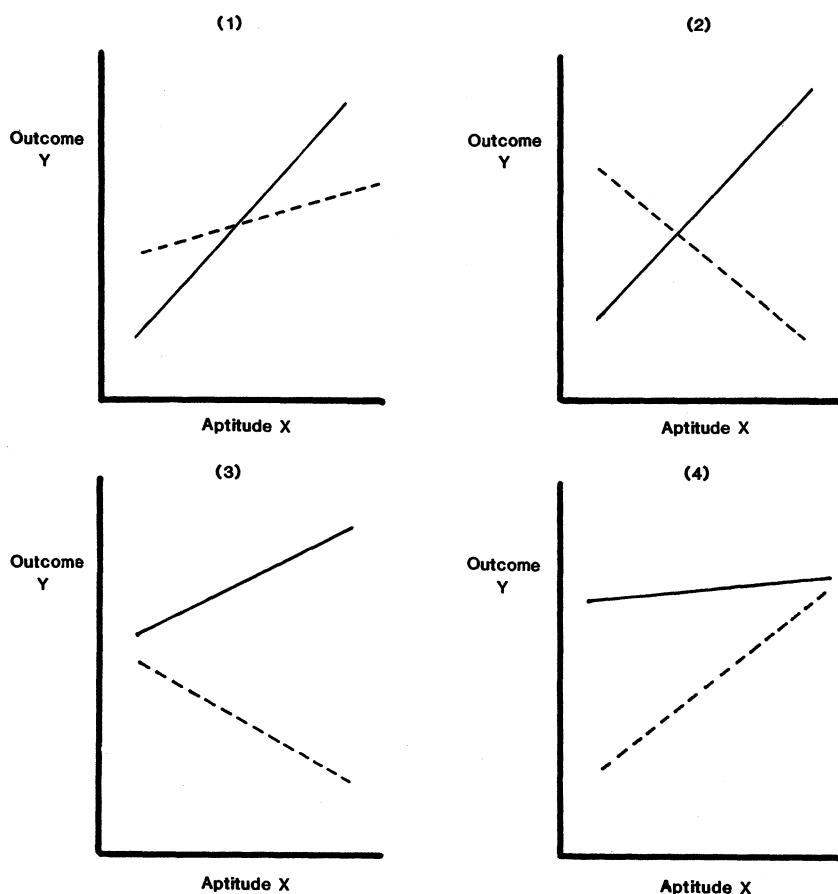 (1)
Outcome
Y
Aptitude X
(2)
Outcome
Y
Aptitude X
(3)
Outcome
Y
Aptitude X
(4)
Outcome
Y
Aptitude X